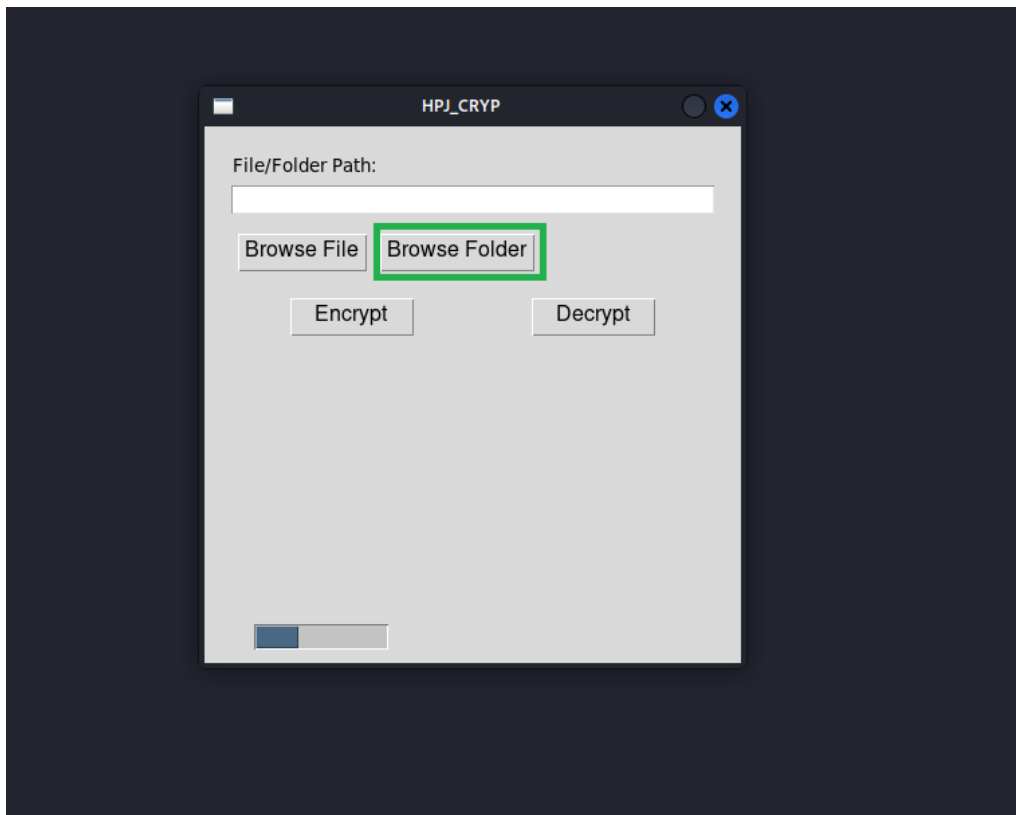 HPJ_CRYP
File/Folder Path:
Browse File Browse Folder
Encrypt Decrypt